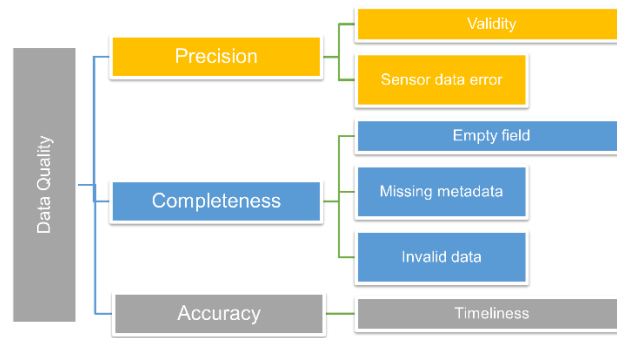 Data Quality
Precision
Validity
Sensor data error
Completeness
Empty field
Missing metadata
Invalid data
Accuracy
Timeliness